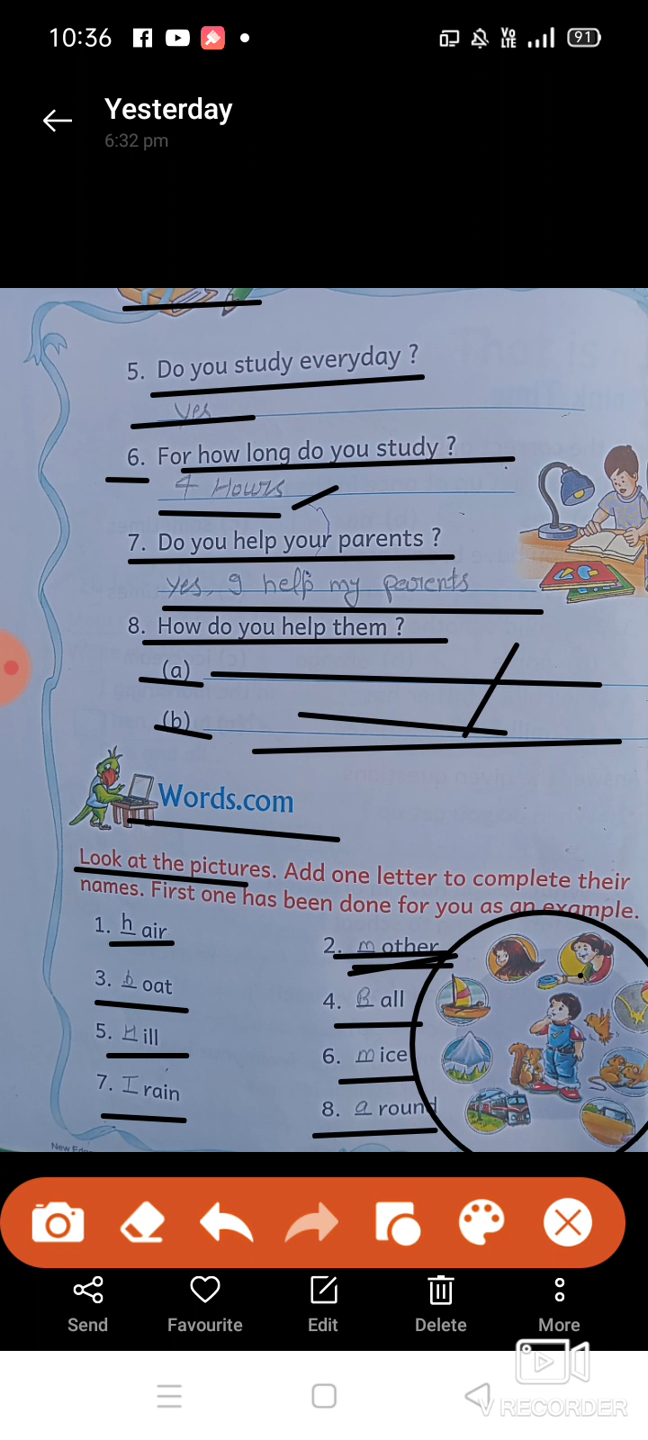 10:36 VO LTE 91
Yesterday
6:32 pm
5. Do you study everyday ?
yes
6. For how long do you study ?
4 Hours
7. Do you help your parents ?
yes, I help my parents
8. How do you help them ?
(a)
(b)
Words.com
Look at the pictures. Add one letter to complete their
names. First one has been done for you as an example.
1. h air 2. m other
3. b oat 4. B all
5. H ill 6. m ice
7. T rain 8. a round
Send Favourite Edit Delete More
V RECORDER